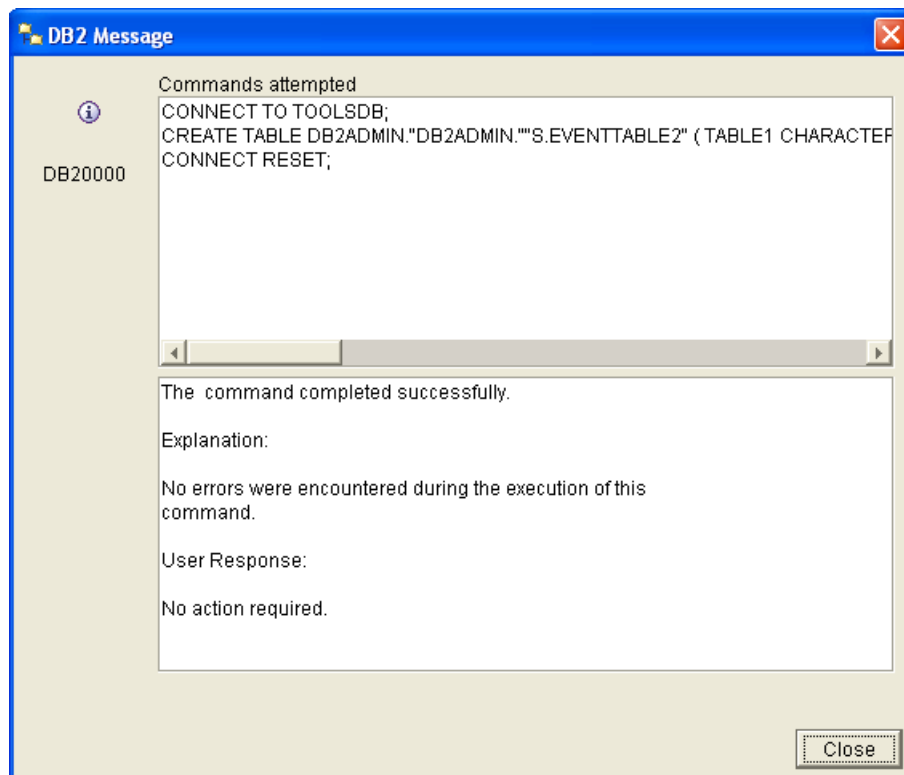 DB2 Message
Commands attempted
CONNECT TO TOOLSDB;
CREATE TABLE DB2ADMIN."DB2ADMIN.""S.EVENTTABLE2" ( TABLE1 CHARACTER
CONNECT RESET;
DB20000
The  command completed successfully.
Explanation:
No errors were encountered during the execution of this
command.
User Response:
No action required.
Close